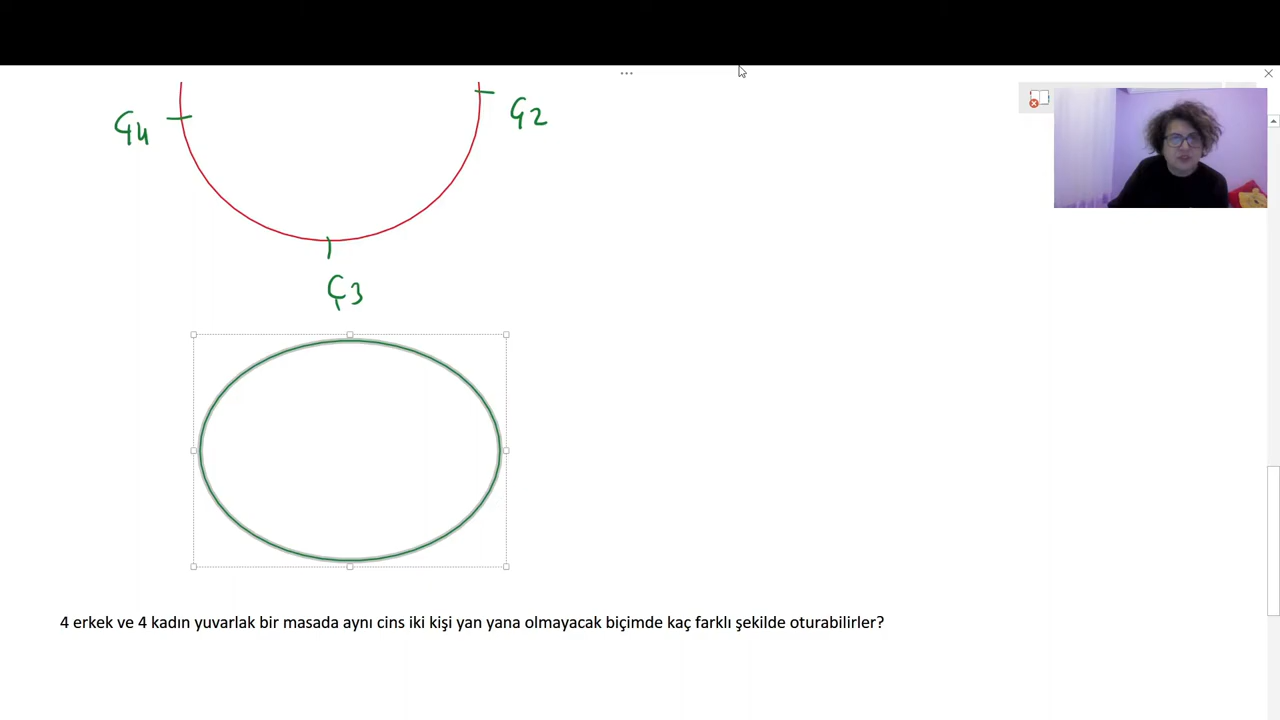 Ç4
Ç2
Ç3
4 erkek ve 4 kadın yuvarlak bir masada aynı cins iki kişi yan yana olmayacak biçimde kaç farklı şekilde oturabilirler?